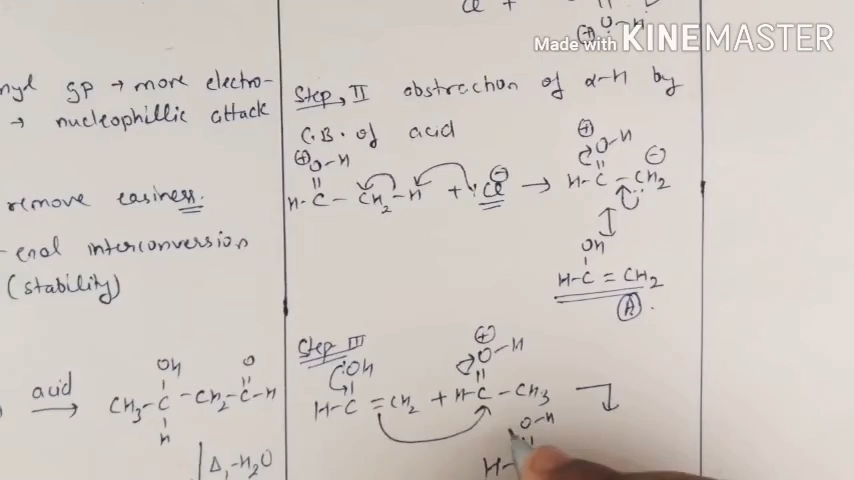 Cl +
⊕ O-H
Made with KINEMASTER
gp → more electro-
→ nucleophillic attack
remove easiness.
enol interconversion
(stability)
acid
→
OH O
CH3-C-CH2-C-H
H
Δ, -H2O
Step, II abstraction of α-H by
C.B. of acid
⊕O-H
H-C-CH2-H + :Cl⊖ →
⊕
O-H ⊖
H-C-CH2
OH
H-C=CH2
A.
Step III
:OH
H-C=CH2 +
⊕
O-H
H-C-CH3
O-H
H-